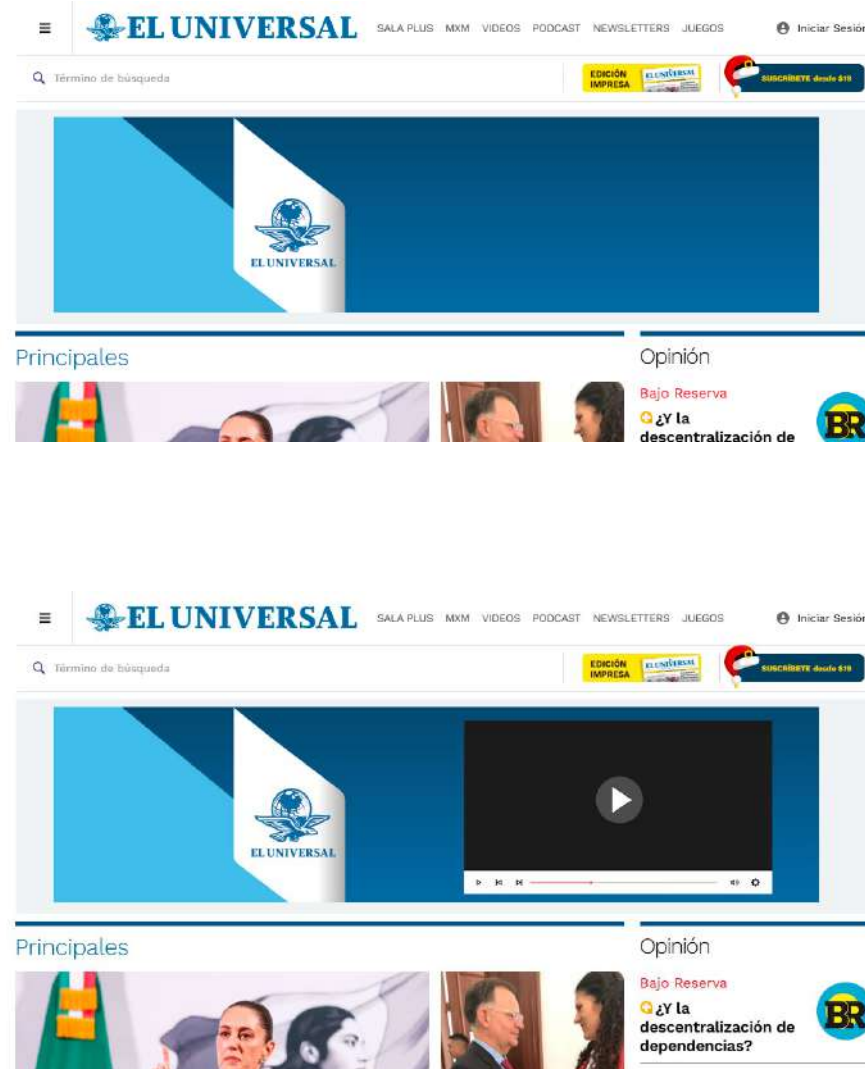 EL UNIVERSAL SALA PLUS MXM VIDEOS PODCAST NEWSLETTERS JUEGOS Iniciar Sesión
Término de búsqueda
EDICIÓN IMPRESA EL UNIVERSAL
SUSCRÍBETE desde $19
EL UNIVERSAL
Principales
Opinión
Bajo Reserva
¿Y la
descentralización de
BR
EL UNIVERSAL SALA PLUS MXM VIDEOS PODCAST NEWSLETTERS JUEGOS Iniciar Sesión
Término de búsqueda
EDICIÓN IMPRESA EL UNIVERSAL
SUSCRÍBETE desde $19
EL UNIVERSAL
Principales
Opinión
Bajo Reserva
¿Y la
descentralización de
dependencias?
BR